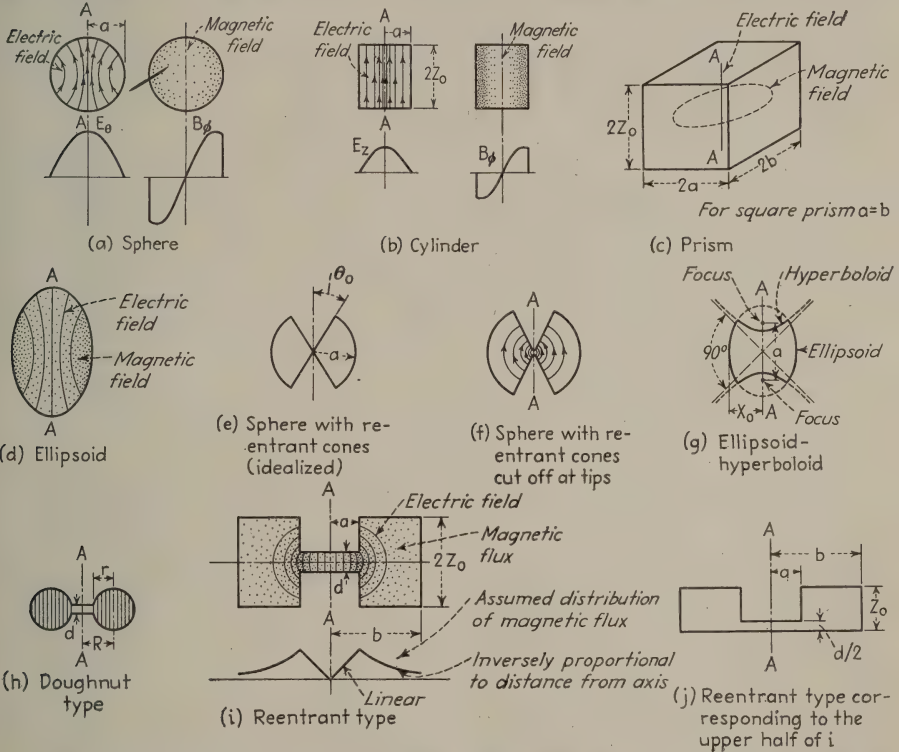 A
a
Electric
field
Magnetic
field
A
Eθ
Bϕ
(a) Sphere
A
a
Electric
field
Magnetic
field
2Z₀
A
E_Z
Bϕ
(b) Cylinder
Electric field
A
Magnetic
field
2Z₀
A
2b
2a
For square prism a=b
(c) Prism
A
Electric
field
Magnetic
field
A
(d) Ellipsoid
θ₀
a
(e) Sphere with re-
entrant cones
(idealized)
A
A
(f) Sphere with re-
entrant cones
cut off at tips
Focus
A
Hyperboloid
90°
a
Ellipsoid
X₀
A
Focus
(g) Ellipsoid-
hyperboloid
A
r
d
R
A
(h) Doughnut
type
A
Electric field
a
Magnetic
flux
2Z₀
d
A
b
Assumed distribution
of magnetic flux
Inversely proportional
to distance from axis
Linear
(i) Reentrant type
A
b
a
Z₀
d/2
A
(j) Reentrant type cor-
responding to the
upper half of i